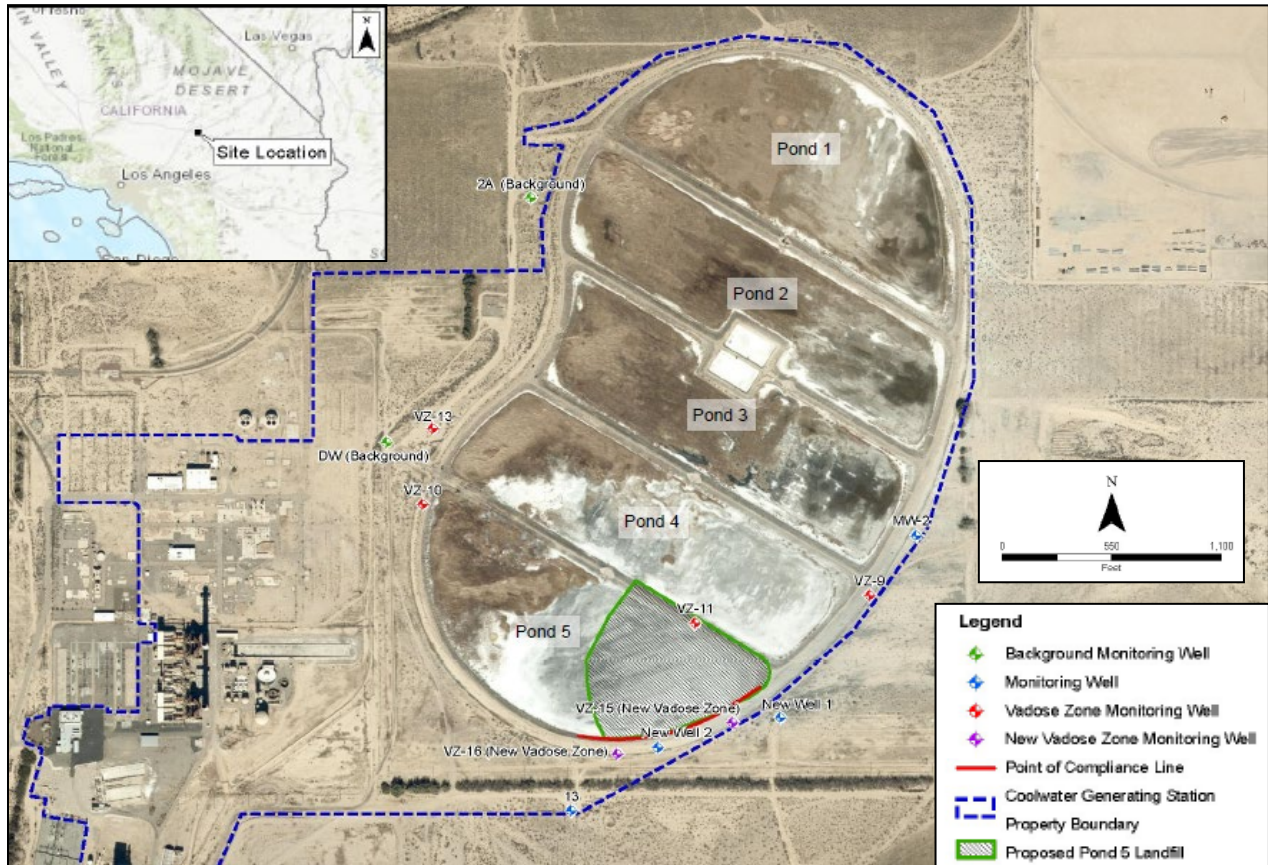 FRESNO
Las Vegas
N
IN VALLEY
MOJAVE
DESERT
CALIFORNIA
Los Padres
National
Forest
Site Location
Los Angeles
San Diego
Pond 1
2A (Background)
Pond 2
Pond 3
VZ-13
DW (Background)
VZ-10
Pond 4
MW-2
VZ-9
VZ-11
Pond 5
VZ-15 (New Vadose Zone)
New Well 1
New Well 2
VZ-16 (New Vadose Zone)
13
N
0 550 1,100
Feet
Legend
Background Monitoring Well
Monitoring Well
Vadose Zone Monitoring Well
New Vadose Zone Monitoring Well
Point of Compliance Line
Coolwater Generating Station
Property Boundary
Proposed Pond 5 Landfill